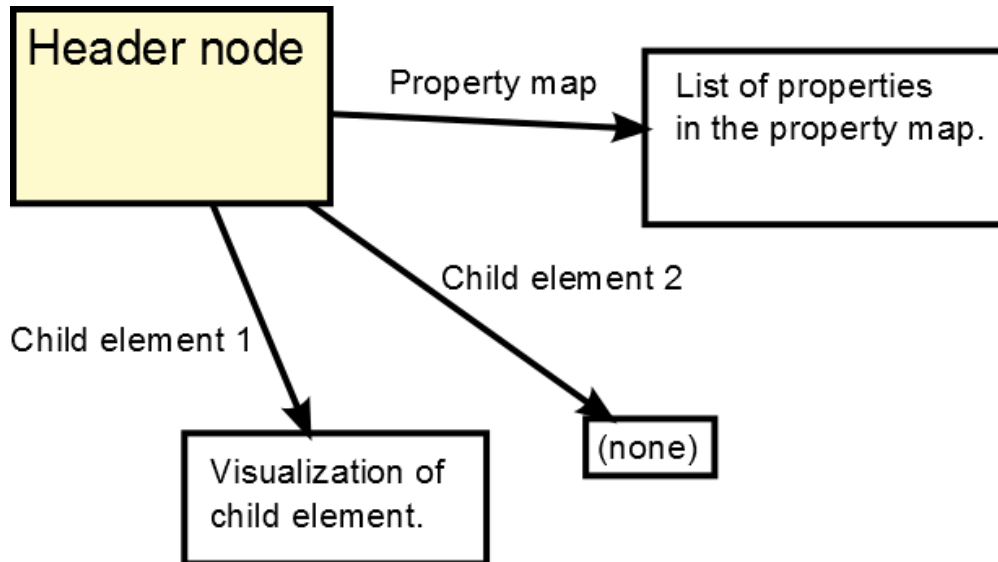 Header node
Property map
List of properties
in the property map.
Child element 1
Child element 2
Visualization of
child element.
(none)